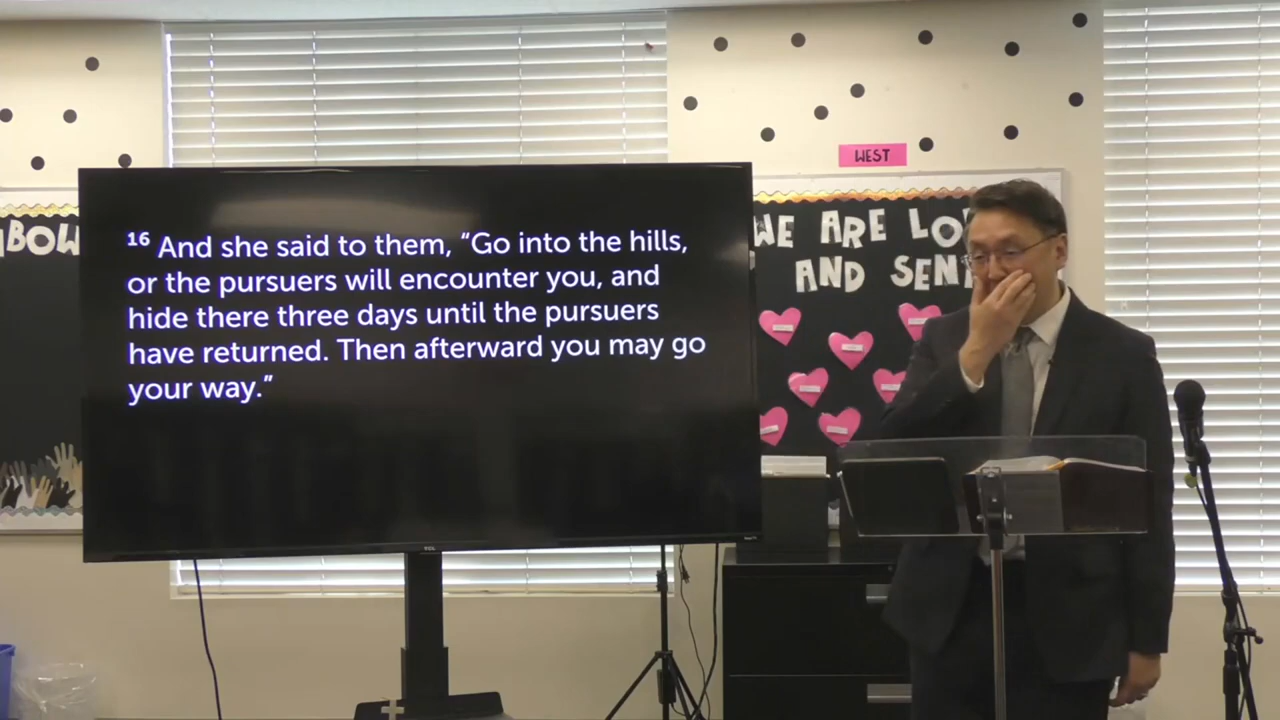 WEST
BOW
WE ARE LO
AND SEN
16 And she said to them, “Go into the hills,
or the pursuers will encounter you, and
hide there three days until the pursuers
have returned. Then afterward you may go
your way.”
TCL